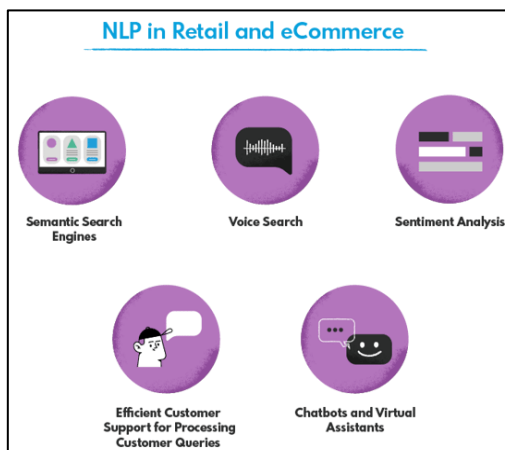 NLP in Retail and eCommerce
Semantic Search
Engines
Voice Search
Sentiment Analysis
Efficient Customer
Support for Processing
Customer Queries
Chatbots and Virtual
Assistants